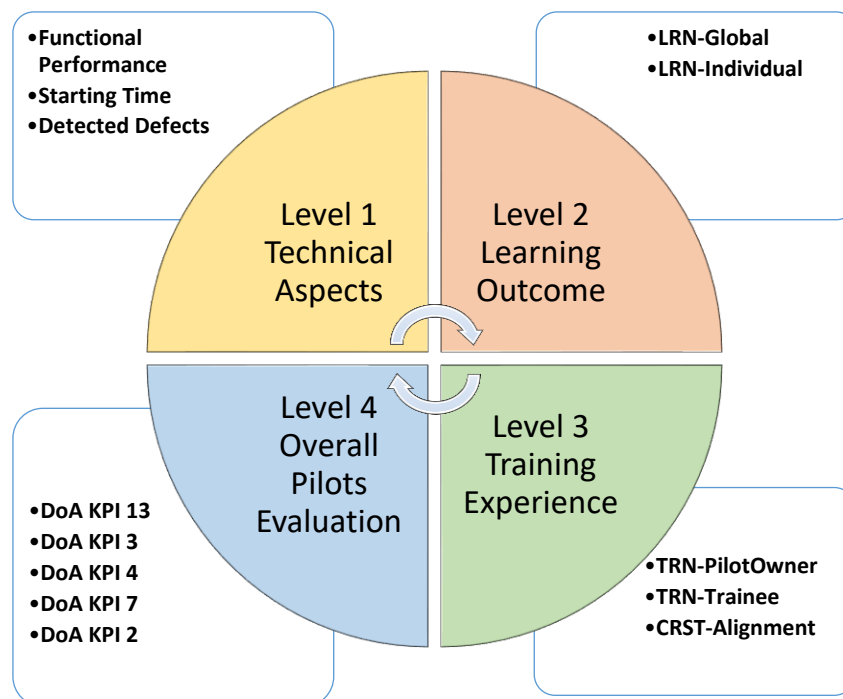 •Functional
Performance
•Starting Time
•Detected Defects
•LRN-Global
•LRN-Individual
Level 1
Technical
Aspects
Level 2
Learning
Outcome
Level 4
Overall
Pilots
Evaluation
Level 3
Training
Experience
•DoA KPI 13
•DoA KPI 3
•DoA KPI 4
•DoA KPI 7
•DoA KPI 2
•TRN-PilotOwner
•TRN-Trainee
•CRST-Alignment